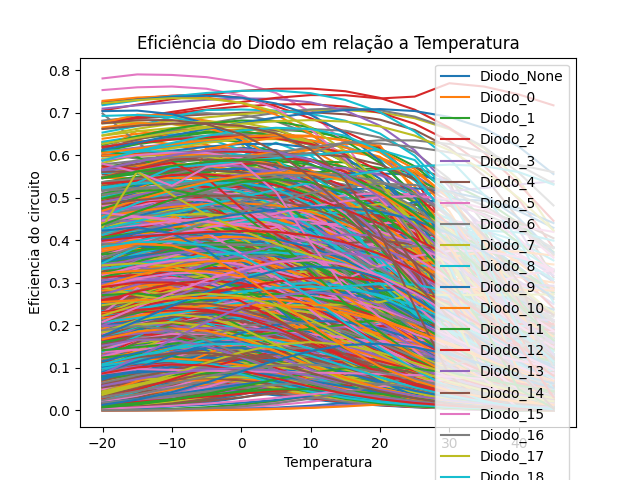 Eficiência do Diodo em relação a Temperatura
0.8
0.7
0.6
0.5
0.4
0.3
0.2
0.1
0.0
Eficiencia do circuito
−20
−10
0
10
20
30
40
Temperatura
Diodo_None
Diodo_0
Diodo_1
Diodo_2
Diodo_3
Diodo_4
Diodo_5
Diodo_6
Diodo_7
Diodo_8
Diodo_9
Diodo_10
Diodo_11
Diodo_12
Diodo_13
Diodo_14
Diodo_15
Diodo_16
Diodo_17
Diodo_18